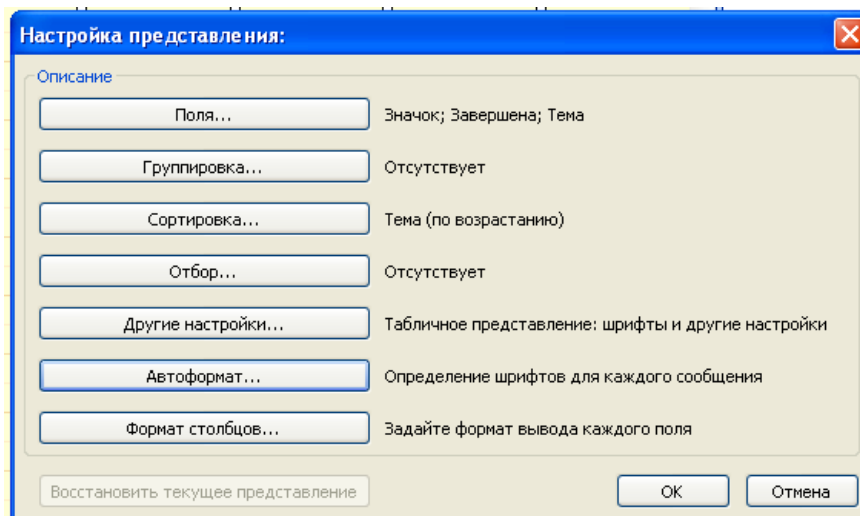 Настройка представления:
Описание
Поля... Значок; Завершена; Тема
Группировка... Отсутствует
Сортировка... Тема (по возрастанию)
Отбор... Отсутствует
Другие настройки... Табличное представление: шрифты и другие настройки
Автоформат... Определение шрифтов для каждого сообщения
Формат столбцов... Задайте формат вывода каждого поля
Восстановить текущее представление ОК Отмена